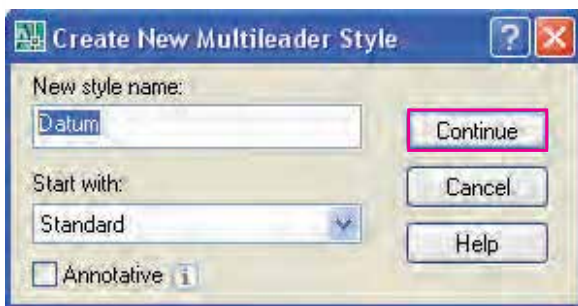 Create New Multileader Style
New style name:
Datum
Continue
Start with:
Cancel
Standard
Help
Annotative